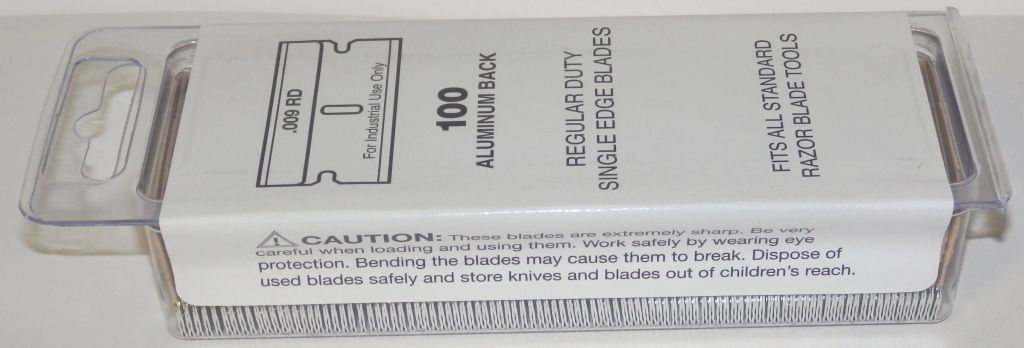 .009 RD
For Industrial Use Only
100
ALUMINUM BACK
REGULAR DUTY
SINGLE EDGE BLADES
FITS ALL STANDARD
RAZOR BLADE TOOLS
CAUTION: These blades are extremely sharp. Be very
careful when loading and using them. Work safely by wearing eye
protection. Bending the blades may cause them to break. Dispose of
used blades safely and store knives and blades out of children's reach.